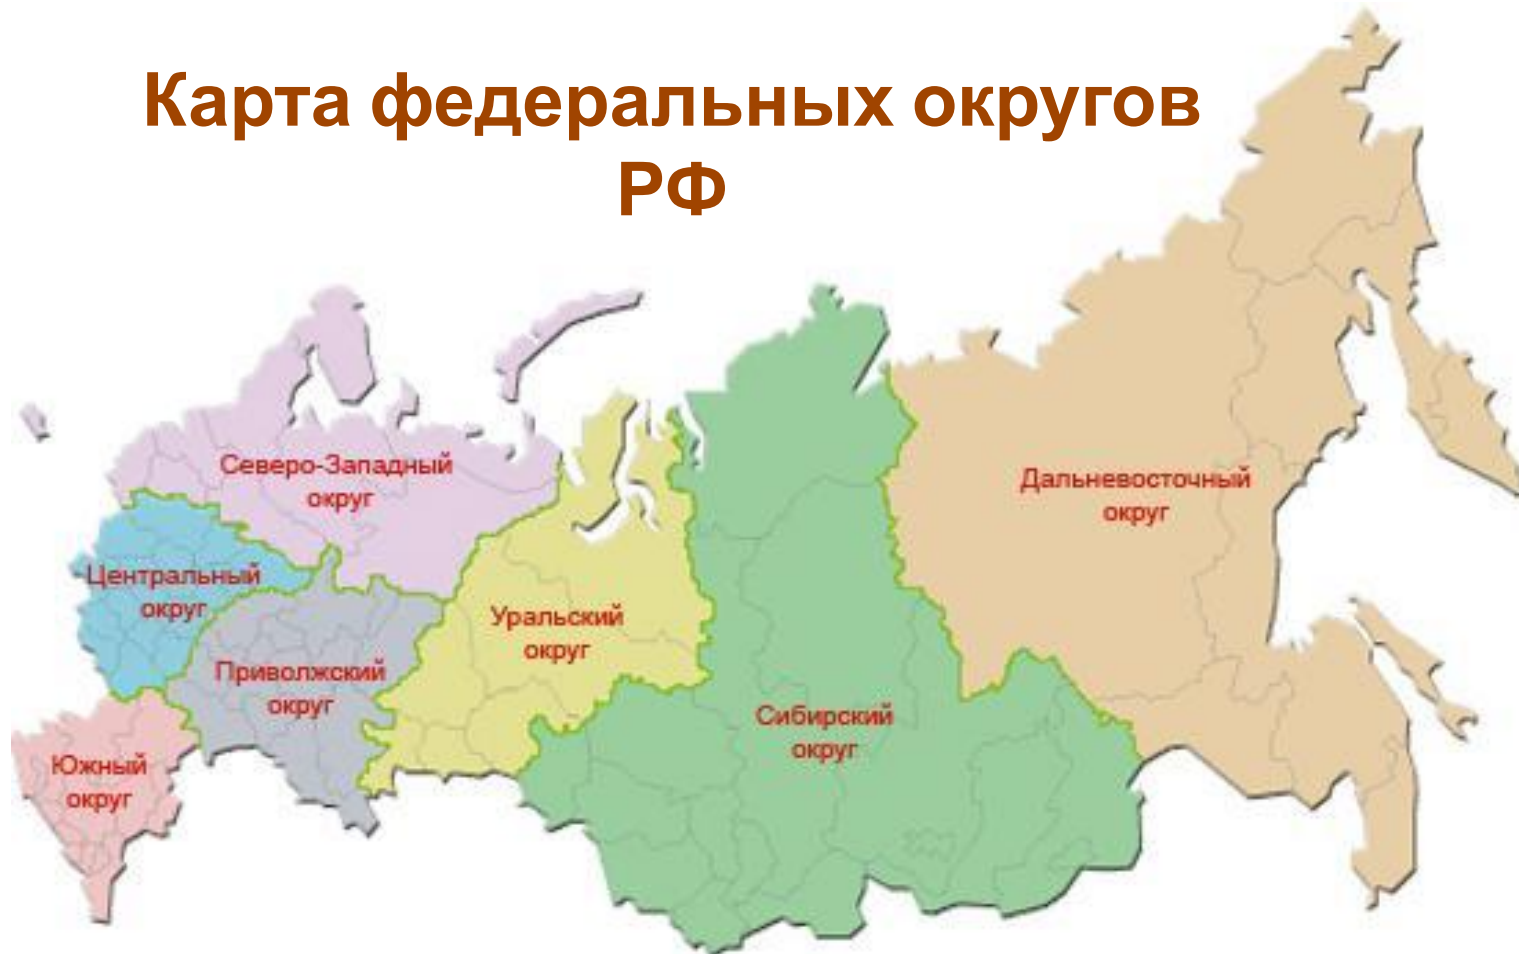 Карта федеральных округов
РФ
Северо-Западный
округ
Дальневосточный
округ
Центральный
округ
Уральский
округ
Приволжский
округ
Сибирский
округ
Южный
округ